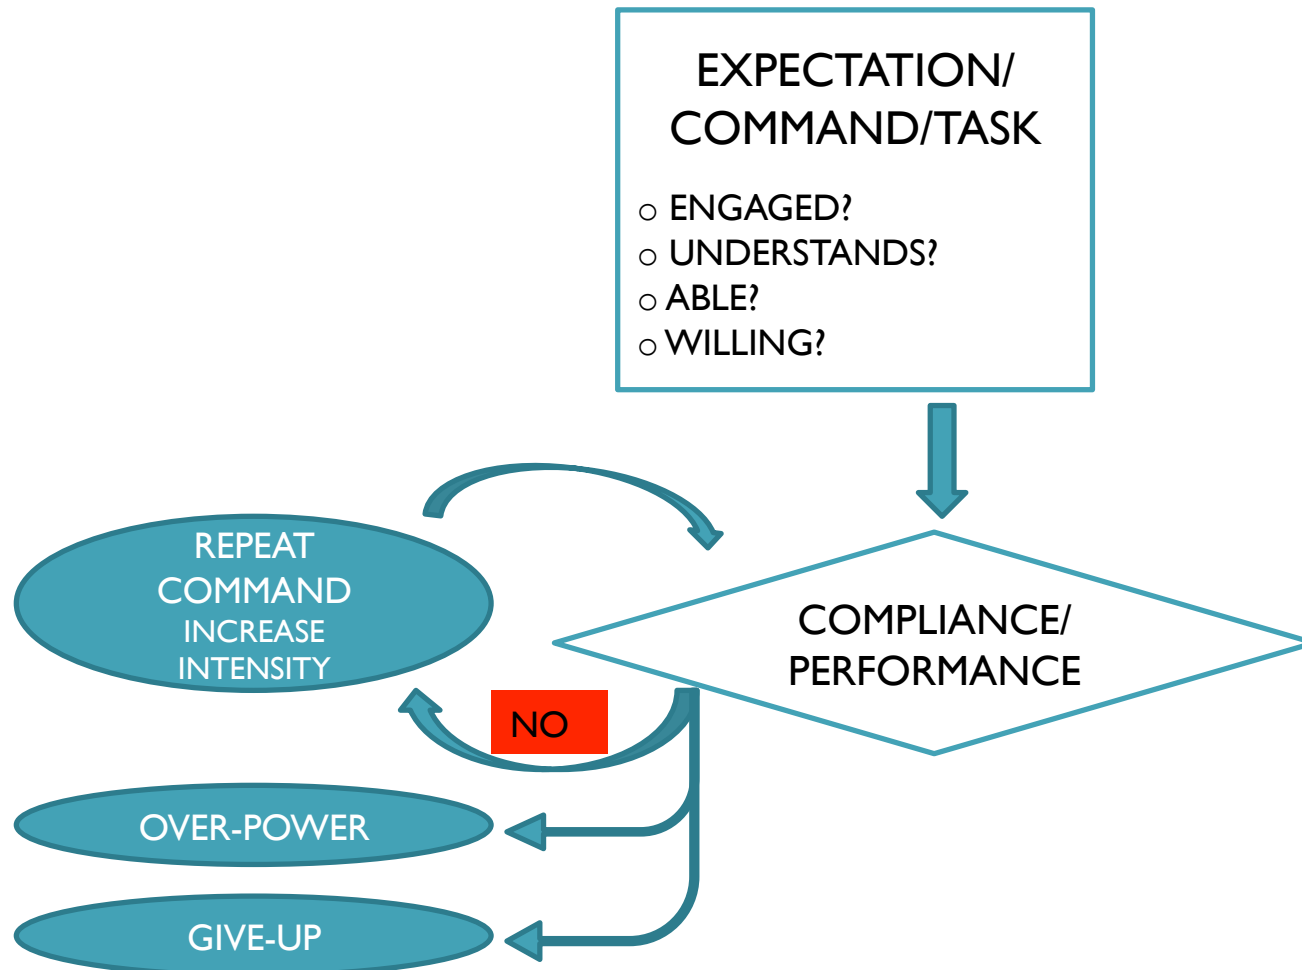 EXPECTATION/
COMMAND/TASK
o ENGAGED?
o UNDERSTANDS?
o ABLE?
o WILLING?
REPEAT
COMMAND
INCREASE
INTENSITY
COMPLIANCE/
PERFORMANCE
NO
OVER-POWER
GIVE-UP